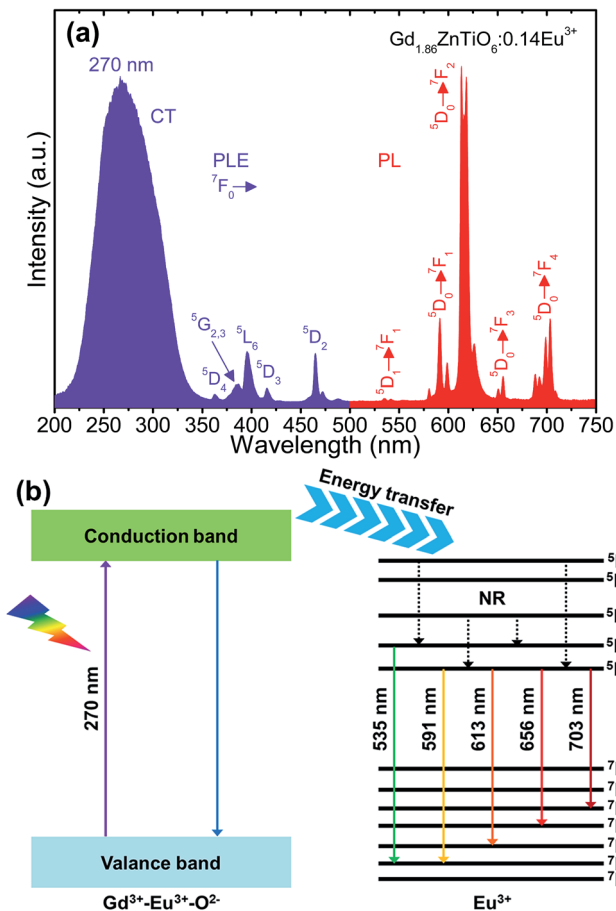 (a)
Gd1.86ZnTiO6:0.14Eu3+
270 nm
CT
PLE
7F0→
PL
5D4
5G2,3
5L6
5D3
5D2
5D1→7F1
5D0→7F1
5D0→7F2
5D0→7F3
5D0→7F4
Intensity (a.u.)
200 250 300 350 400 450 500 550 600 650 700 750
Wavelength (nm)
(b)
Energy transfer
Conduction band
NR
270 nm
535 nm
591 nm
613 nm
656 nm
703 nm
Valance band
Gd3+-Eu3+-O2-
Eu3+